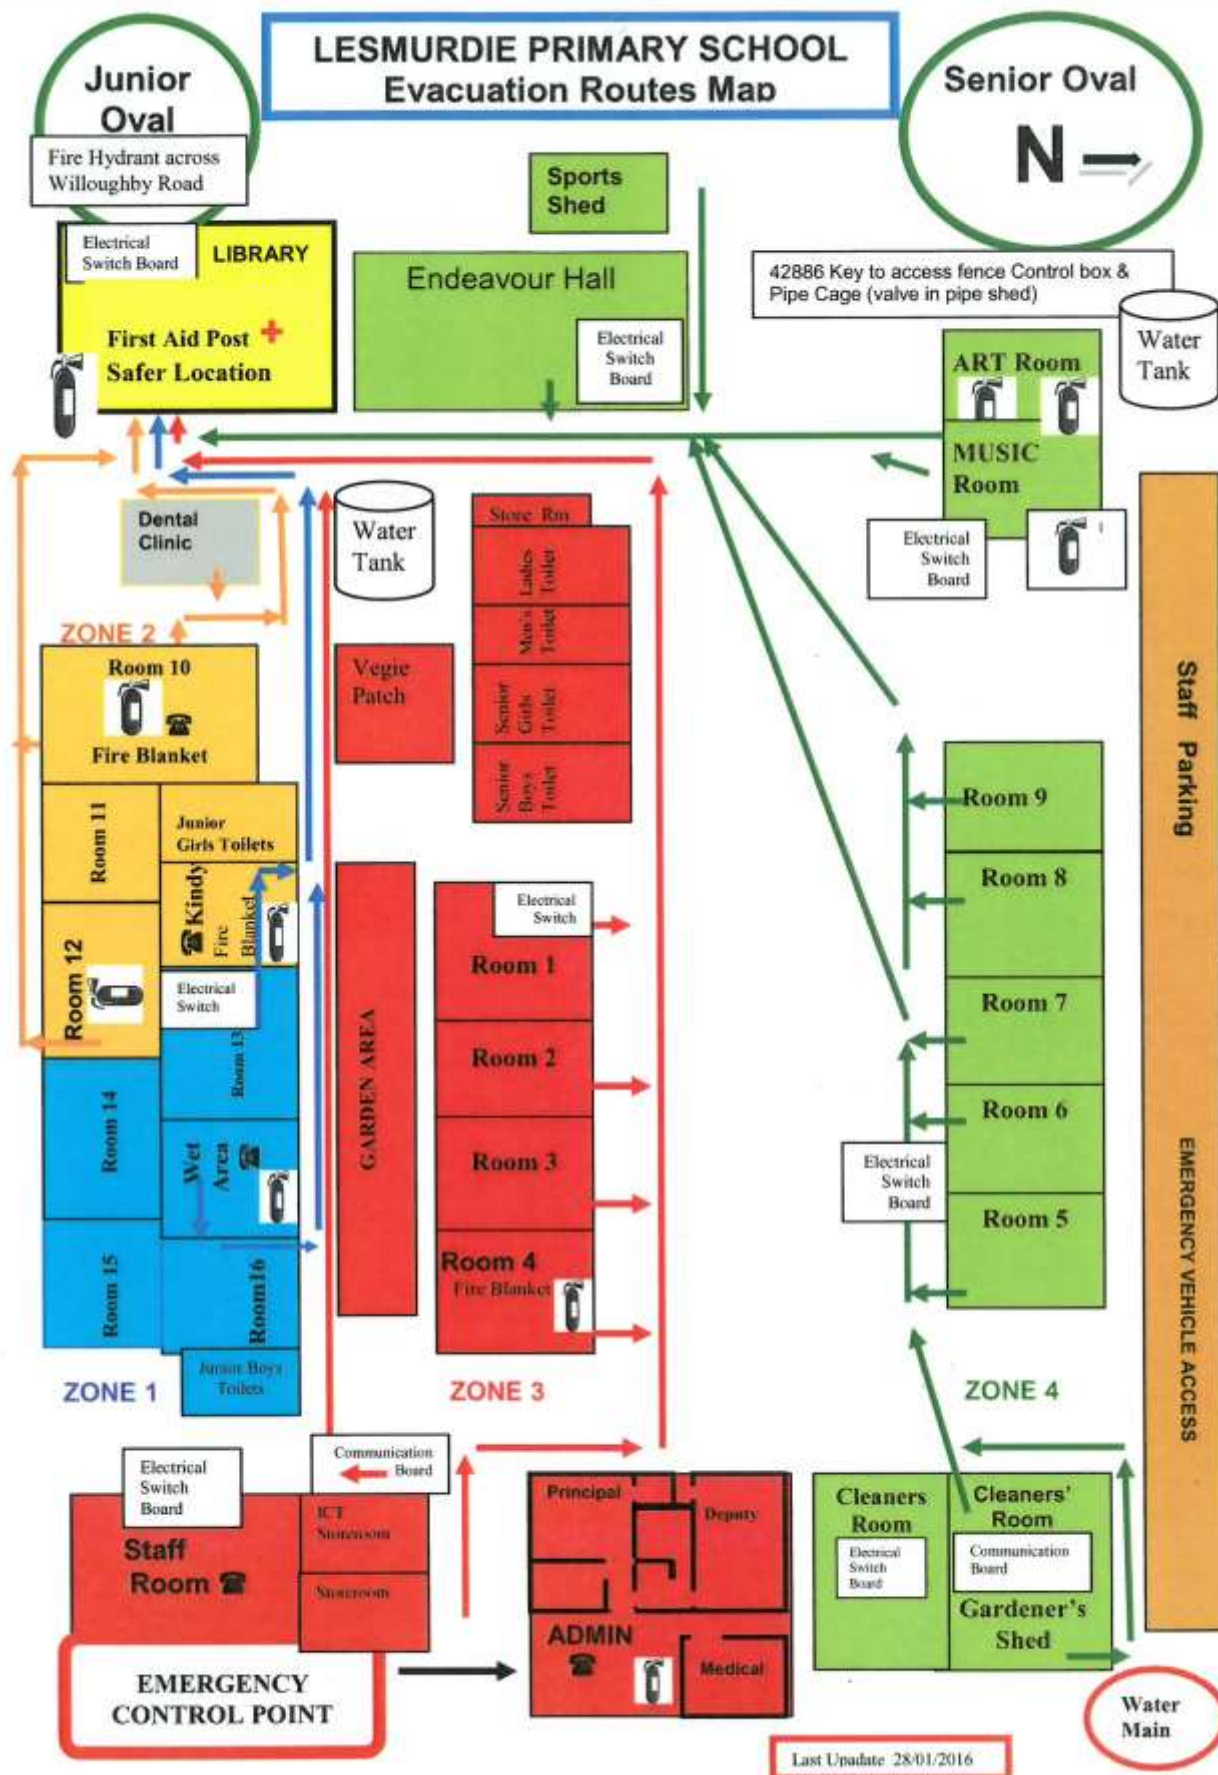 LESMURDIE PRIMARY SCHOOL
Evacuation Routes Map
Junior
Oval
Fire Hydrant across
Willoughby Road
Senior Oval
N
Sports
Shed
Electrical
Switch Board
LIBRARY
First Aid Post
Safer Location
Endeavour Hall
Electrical
Switch
Board
42886 Key to access fence Control box &
Pipe Cage (valve in pipe shed)
Water
Tank
ART Room
MUSIC
Room
Electrical
Switch
Board
Dental
Clinic
Water
Tank
Store Rm
Ladies
Toilet
Men's
Toilet
Senior
Girls
Toilet
Senior
Boys
Toilet
ZONE 2
Room 10
Fire Blanket
Vegie
Patch
Room 11
Junior
Girls Toilets
Kindy
Fire
Blanket
Room 12
Electrical
Switch
Room 13
Room 14
Wet
Area
Room 15
Room16
Junior Boys
Toilets
ZONE 1
GARDEN AREA
Electrical
Switch
Room 1
Room 2
Room 3
Room 4
Fire Blanket
ZONE 3
Room 9
Room 8
Room 7
Room 6
Electrical
Switch
Board
Room 5
ZONE 4
Staff Parking
EMERGENCY VEHICLE ACCESS
Electrical
Switch
Board
Communication
Board
ICT
Storeroom
Staff
Room
Storeroom
EMERGENCY
CONTROL POINT
Principal
Deputy
ADMIN
Medical
Cleaners
Room
Electrical
Switch
Board
Cleaners'
Room
Communication
Board
Gardener's
Shed
Water
Main
Last Upadate 28/01/2016